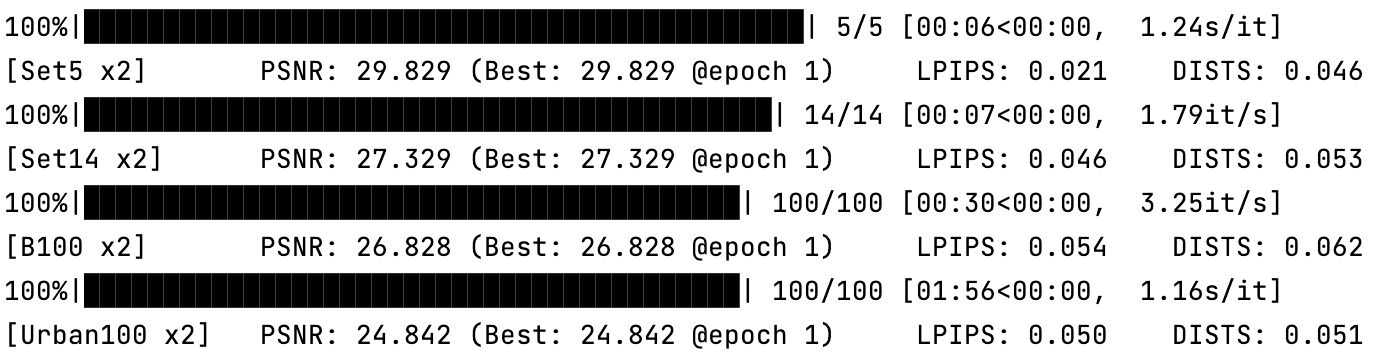 100%|██████████████████████████████████████████████| 5/5 [00:06<00:00,  1.24s/it]
[Set5 x2]       PSNR: 29.829 (Best: 29.829 @epoch 1)     LPIPS: 0.021    DISTS: 0.046
100%|████████████████████████████████████████████| 14/14 [00:07<00:00,  1.79it/s]
[Set14 x2]      PSNR: 27.329 (Best: 27.329 @epoch 1)     LPIPS: 0.046    DISTS: 0.053
100%|██████████████████████████████████████████| 100/100 [00:30<00:00,  3.25it/s]
[B100 x2]       PSNR: 26.828 (Best: 26.828 @epoch 1)     LPIPS: 0.054    DISTS: 0.062
100%|██████████████████████████████████████████| 100/100 [01:56<00:00,  1.16s/it]
[Urban100 x2]   PSNR: 24.842 (Best: 24.842 @epoch 1)     LPIPS: 0.050    DISTS: 0.051